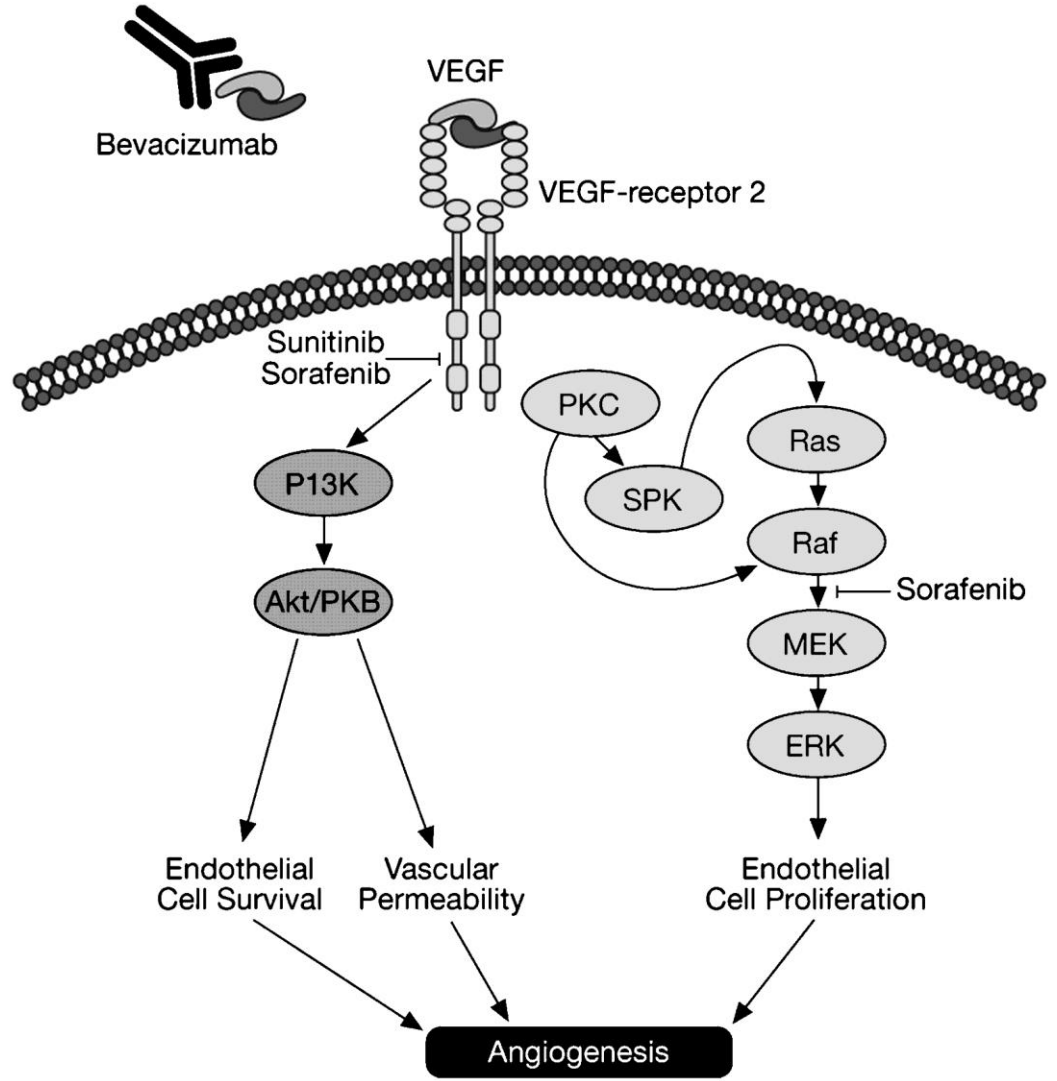 VEGF
Bevacizumab
VEGF-receptor 2
Sunitinib
Sorafenib
PKC
Ras
P13K
SPK
Raf
Akt/PKB
Sorafenib
MEK
ERK
Endothelial
Cell Survival
Vascular
Permeability
Endothelial
Cell Proliferation
Angiogenesis